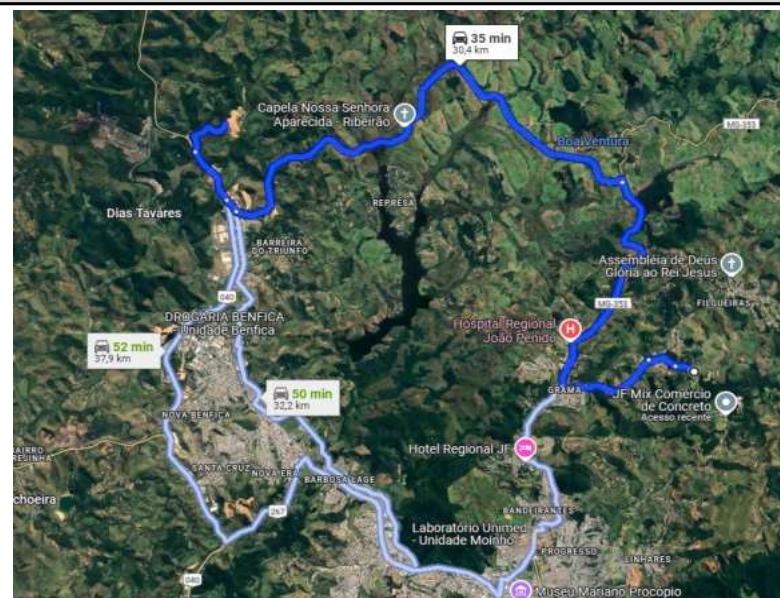 35 min
30,4 km
Capela Nossa Senhora
Aparecida - Ribeirão
MG-353
Boa Ventura
REPRESA
Dias Tavares
BARREIRA
DO TRIUNFO
Assembléia de Deus
Glória ao Rei Jesus
040
MG-353
FILGUEIRAS
DROGARIA BENFICA
- Unidade Benfica
Hospital Regional
João Penido
52 min
37,9 km
GRAMA
50 min
32,2 km
JF Mix Comercio
de Concreto
Acesso recente
NOVA BENFICA
Hotel Regional JF
SANTA CRUZ
NOVA ERA
BARBOSA LAGE
choeira
267
BANDEIRANTES
Laboratório Unimed
- Unidade Moinho
PROGRESSO
LINHARES
040
Museu Mariano Procópio